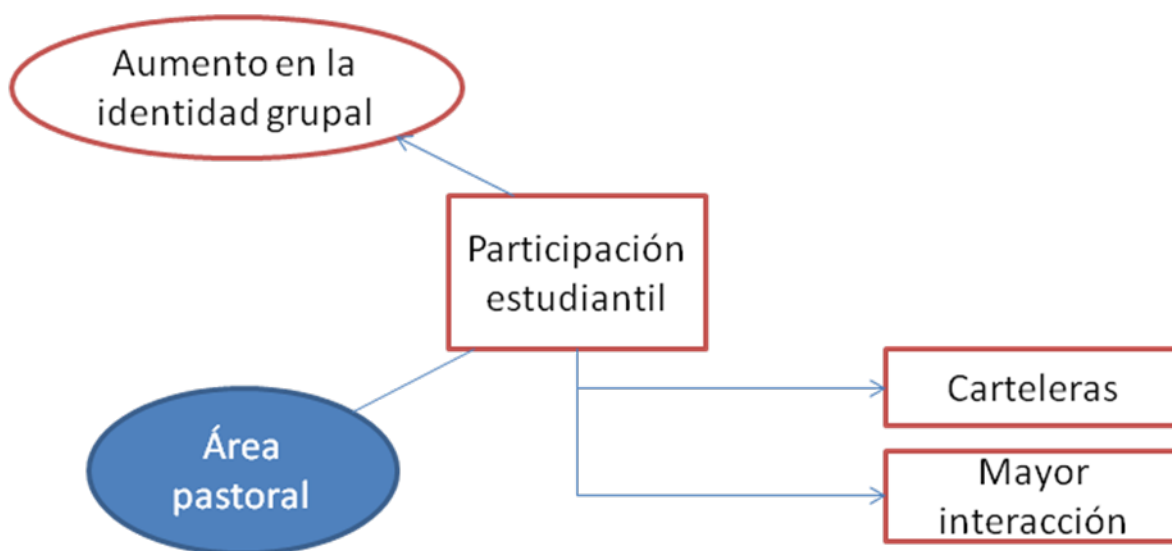 Aumento en la
identidad grupal
Participación
estudiantil
Carteleras
Área
pastoral
Mayor
interacción